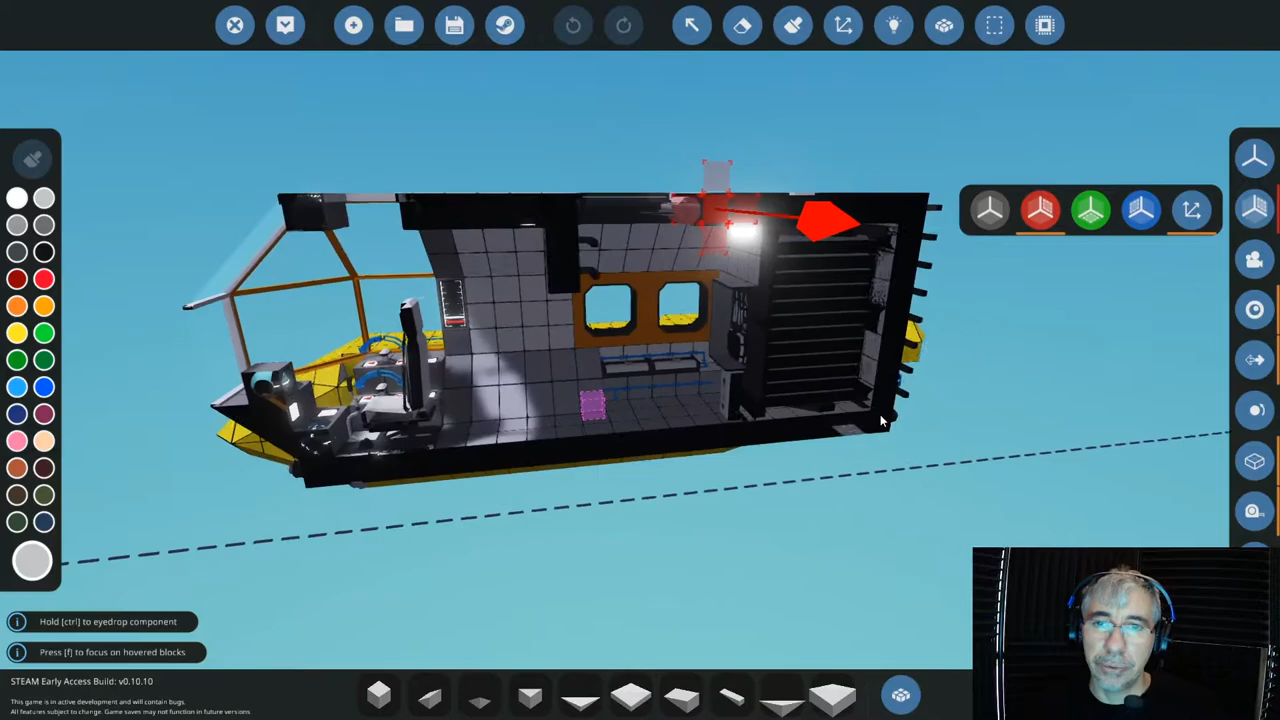 Hold [ctrl] to eyedrop component
Press [f] to focus on hovered blocks
STEAM Early Access Build: v0.10.10
This game is in active development and will contain bugs.
All features subject to change. Game saves may not function in future versions.